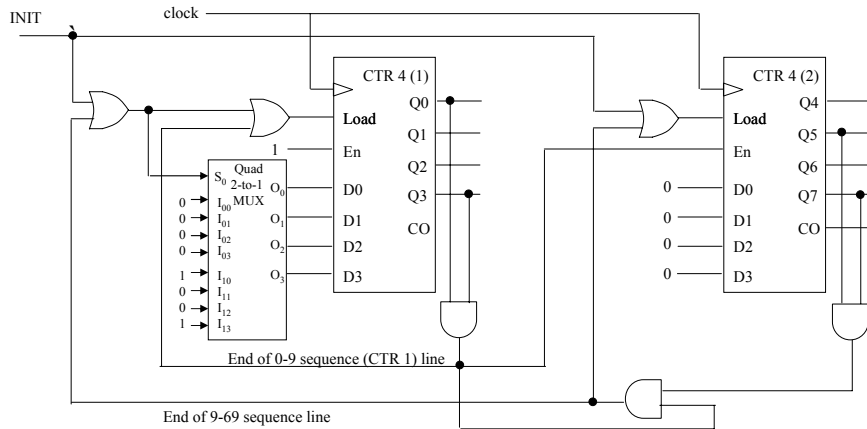 INIT
clock
CTR 4 (1)
Q0
Load
Q1
1
En
Q2
Quad
2-to-1
MUX
S0
O0
D0
Q3
0
I00
0
I01
O1
D1
CO
0
I02
0
I03
O2
D2
1
I10
O3
D3
0
I11
0
I12
1
I13
CTR 4 (2)
Q4
Load
Q5
En
Q6
0
D0
Q7
0
D1
CO
0
D2
0
D3
End of 0-9 sequence (CTR 1) line
End of 9-69 sequence line